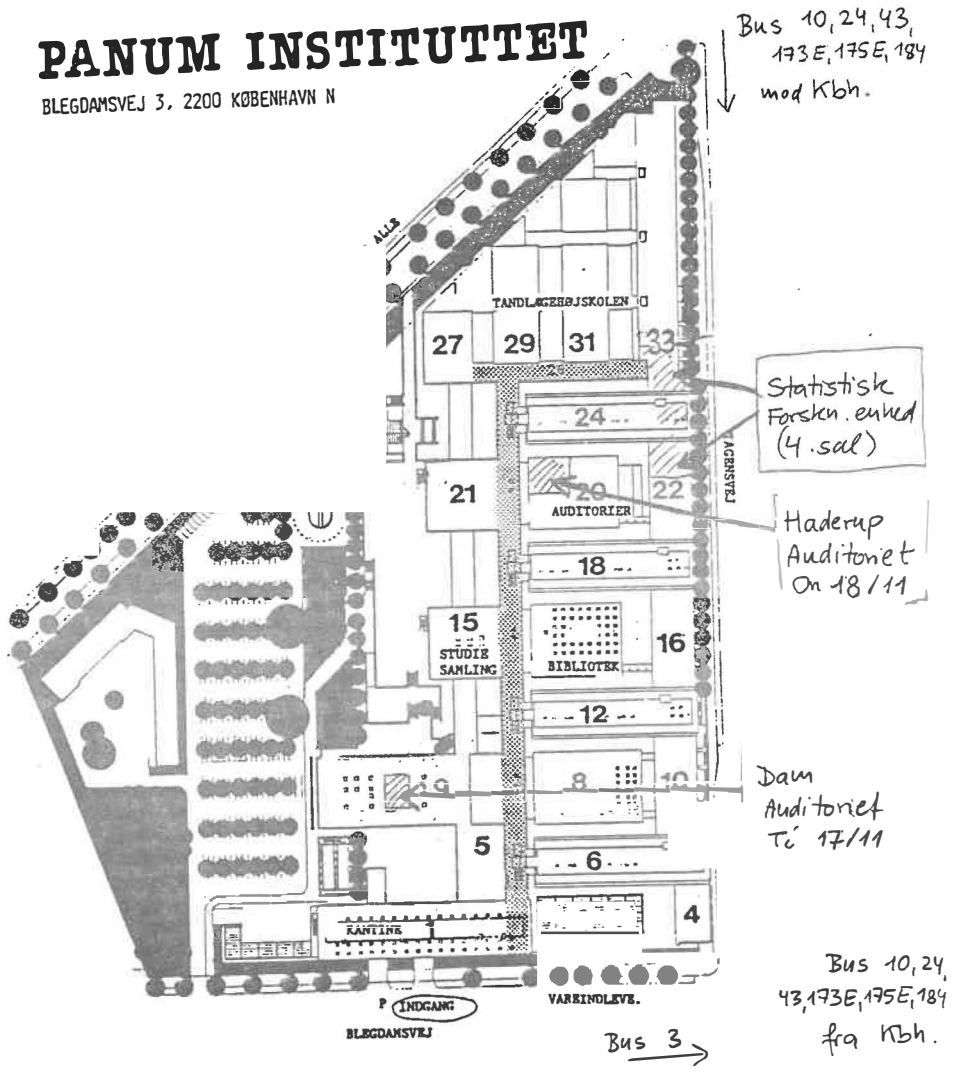 PANUM INSTITUTTET
BLEGDAMSVEJ 3, 2200 KØBENHAVN N
Bus 10, 24, 43,
173E, 175E, 184
mod Kbh.
ALLE
TANDLÆGEHØJSKOLEN
27
29
31
33
24
Statistisk
Forskn. enhed
(4. sal)
TAGENSVEJ
21
20
AUDITORIER
22
Haderup
Auditoriet
On 18/11
18
15
STUDIE
SAMLING
BIBLIOTEK
16
12
9
8
10
Dam
Auditoriet
Ti 17/11
5
6
4
KANTINE
P INDGANG
BLEGDAMSVEJ
VAREINDLEVE.
Bus 3
Bus 10, 24,
43, 173E, 175E, 184
fra Kbh.